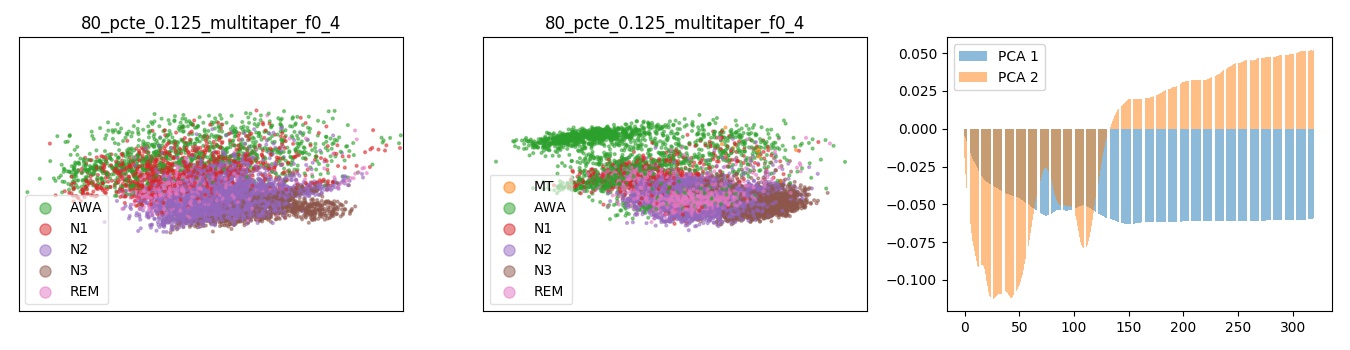 80_pcte_0.125_multitaper_f0_4
AWA
N1
N2
N3
REM
80_pcte_0.125_multitaper_f0_4
MT
AWA
N1
N2
N3
REM
PCA 1
PCA 2
0.050
0.025
0.000
−0.025
−0.050
−0.075
−0.100
0 50 100 150 200 250 300